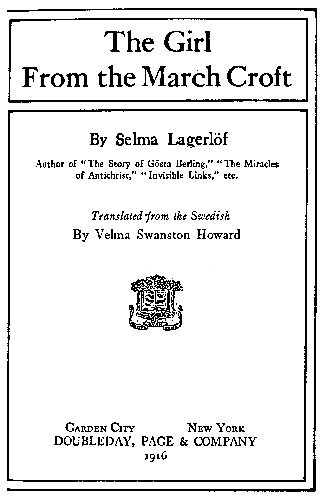 The Girl
From the March Croft
By Selma Lagerlöf
Author of "The Story of Gösta Berling," "The Miracles
of Antichrist," "Invisible Links," etc.
Translated from the Swedish
By Velma Swanston Howard
Garden City New York
DOUBLEDAY, PAGE & COMPANY
1916